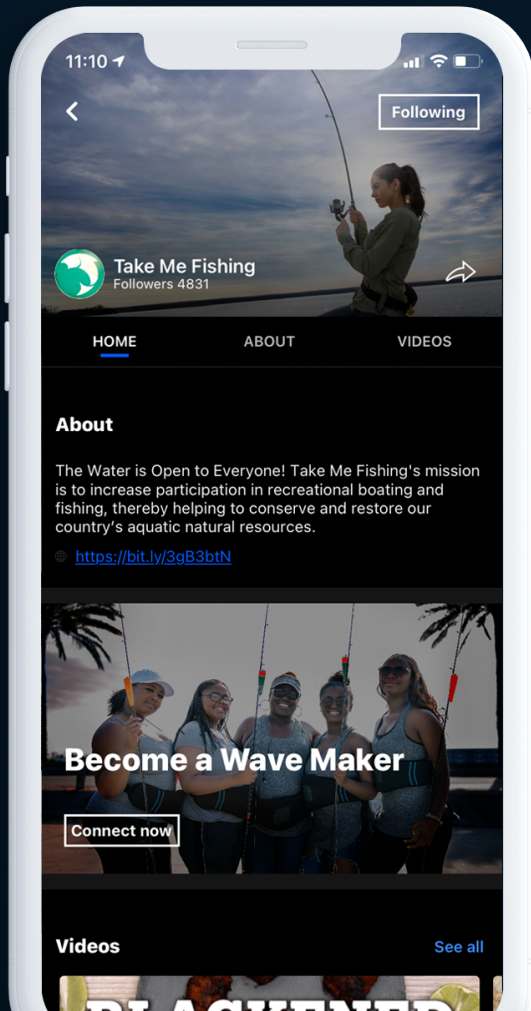 11:10
Following
Take Me Fishing
Followers 4831
HOME ABOUT VIDEOS
About
The Water is Open to Everyone! Take Me Fishing's mission
is to increase participation in recreational boating and
fishing, thereby helping to conserve and restore our
country's aquatic natural resources.
https://bit.ly/3gB3btN
Become a Wave Maker
Connect now
Videos See all
BLACKENED